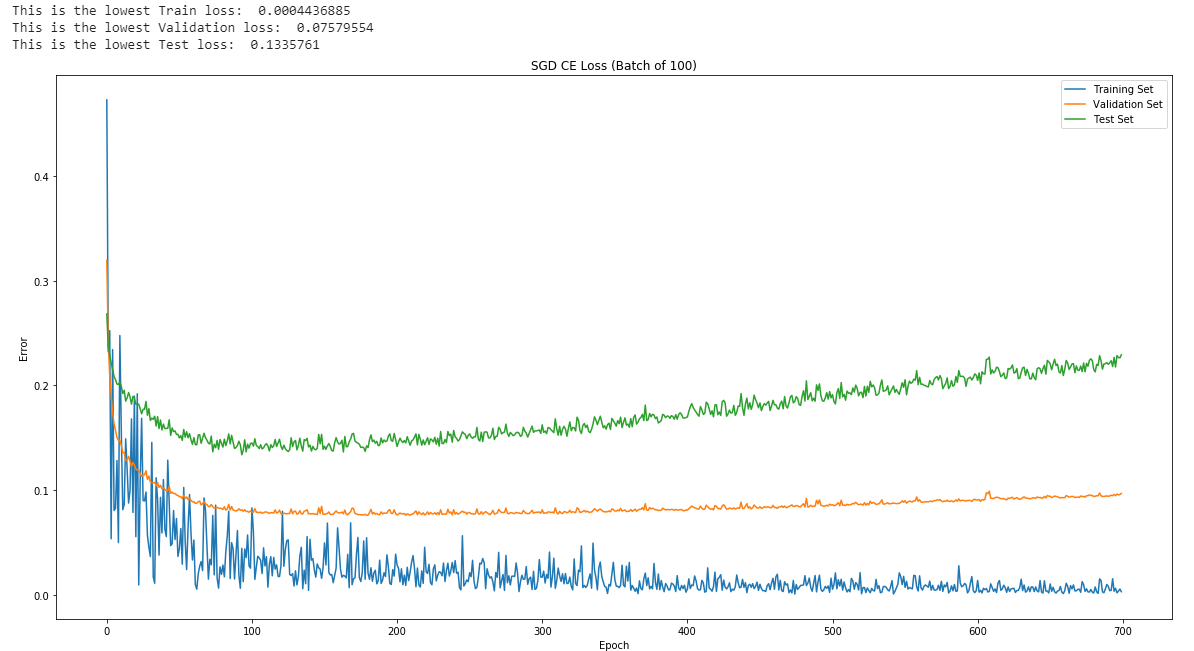 This is the lowest Train loss:  0.0004436885
This is the lowest Validation loss:  0.07579554
This is the lowest Test loss:  0.1335761
SGD CE Loss (Batch of 100)
Training Set
Validation Set
Test Set
Error
0.4
0.3
0.2
0.1
0.0
0 100 200 300 400 500 600 700
Epoch